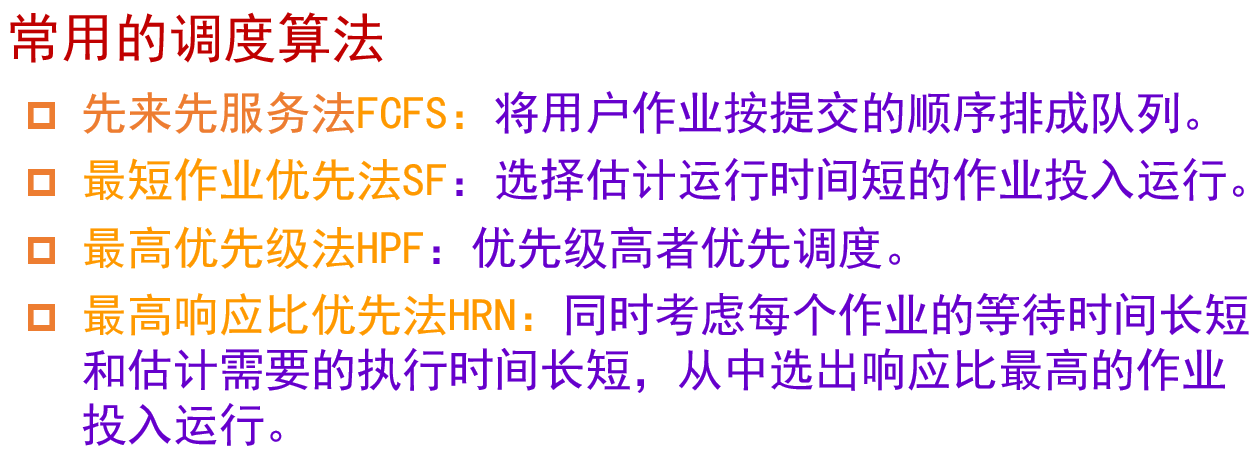 常用的调度算法
先来先服务法FCFS：将用户作业按提交的顺序排成队列。
最短作业优先法SF：选择估计运行时间短的作业投入运行。
最高优先级法HPF：优先级高者优先调度。
最高响应比优先法HRN：同时考虑每个作业的等待时间长短
和估计需要的执行时间长短，从中选出响应比最高的作业
投入运行。